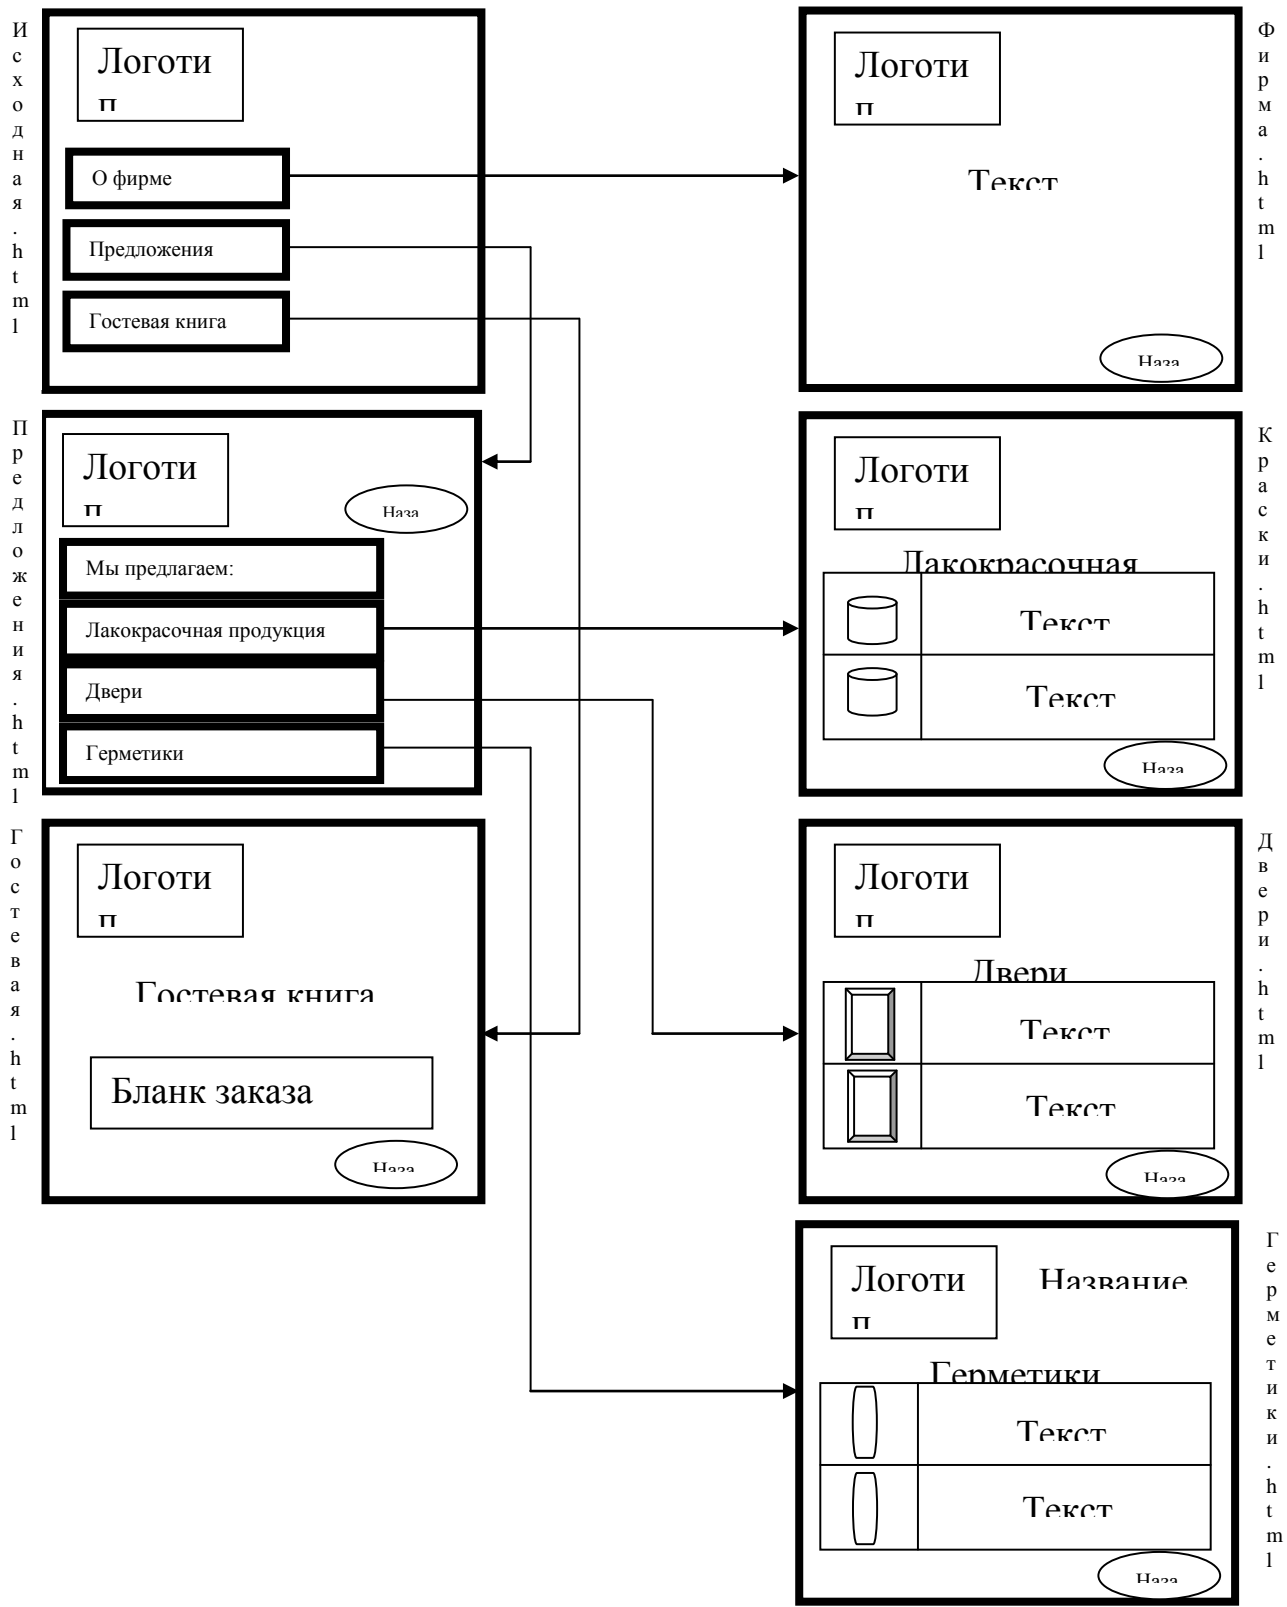 Исходная.html
Логоти
п
О фирме
Предложения
Гостевая книга
Фирма.html
Логоти
п
Текст
Наза
Предложения.html
Логоти
п
Наза
Мы предлагаем:
Лакокрасочная продукция
Двери
Герметики
Краски.html
Логоти
п
Лакокрасочная
Текст
Текст
Наза
Гостевая.html
Логоти
п
Гостевая книга
Бланк заказа
Наза
Двери.html
Логоти
п
Двери
Текст
Текст
Наза
Герметики.html
Логоти
п
Название
Герметики
Текст
Текст
Наза